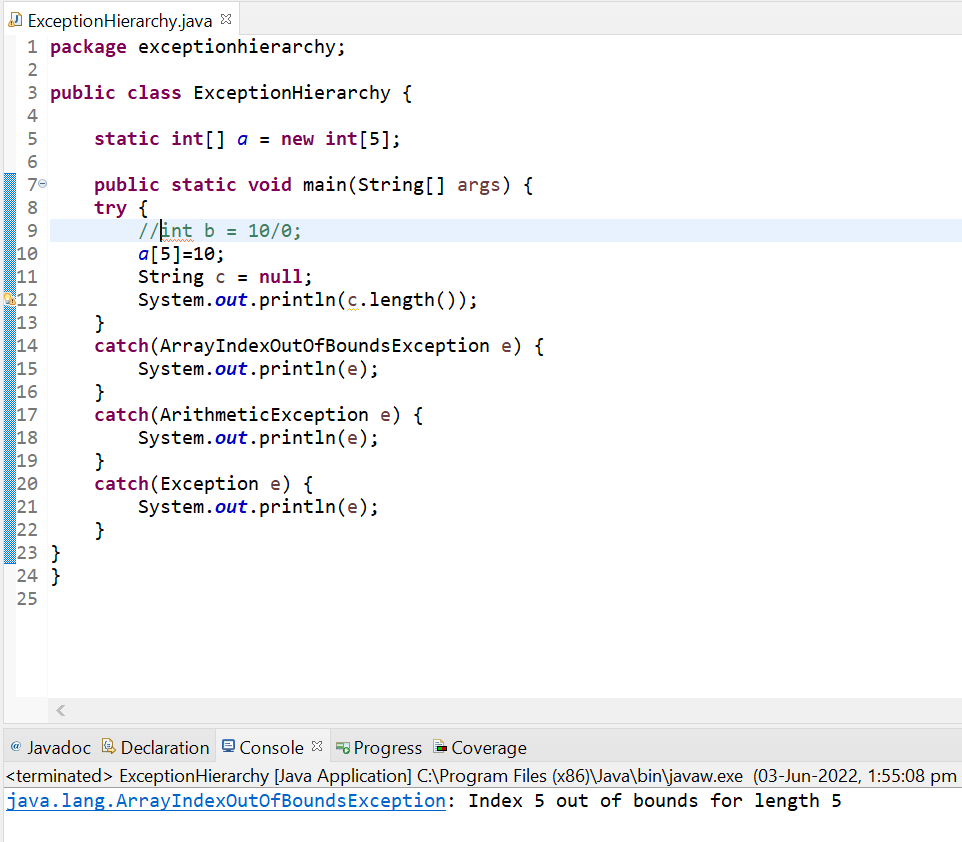 ExceptionHierarchy.java
1 package exceptionhierarchy;
2
3 public class ExceptionHierarchy {
4
5     static int[] a = new int[5];
6
7     public static void main(String[] args) {
8     try {
9         //int b = 10/0;
10         a[5]=10;
11         String c = null;
12         System.out.println(c.length());
13     }
14     catch(ArrayIndexOutOfBoundsException e) {
15         System.out.println(e);
16     }
17     catch(ArithmeticException e) {
18         System.out.println(e);
19     }
20     catch(Exception e) {
21         System.out.println(e);
22     }
23 }
24 }
25
@ Javadoc Declaration Console Progress Coverage
<terminated> ExceptionHierarchy [Java Application] C:\Program Files (x86)\Java\bin\javaw.exe (03-Jun-2022, 1:55:08 pm
java.lang.ArrayIndexOutOfBoundsException: Index 5 out of bounds for length 5